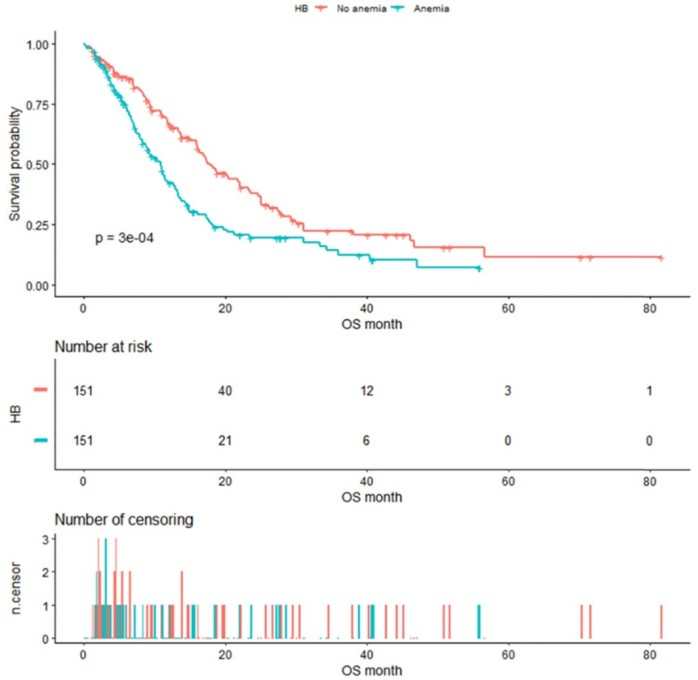 HB No anemia Anemia
1.00
0.75
0.50
0.25
0.00
Survival probability
p = 3e-04
0 20 40 60 80
OS month
Number at risk
HB
151 40 12 3 1
151 21 6 0 0
0 20 40 60 80
OS month
Number of censoring
n.censor
3
2
1
0
0 20 40 60 80
OS month